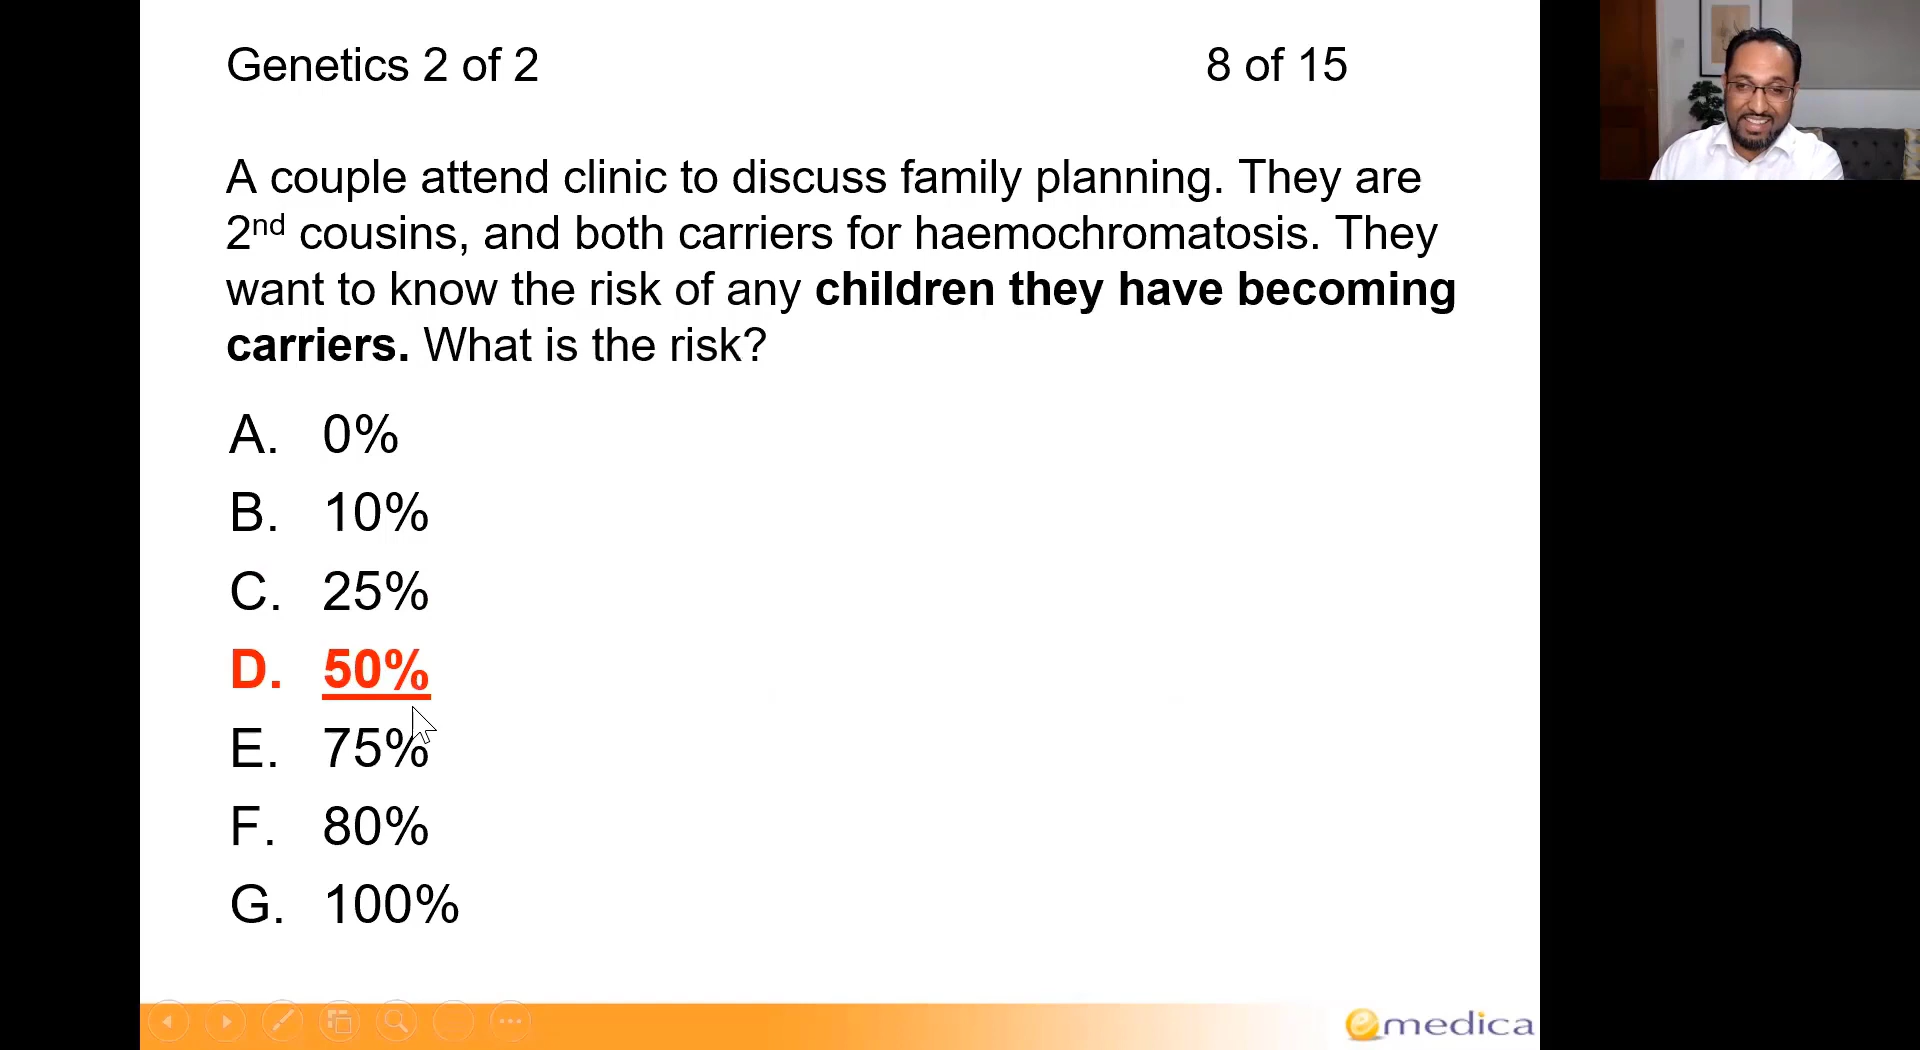 Genetics 2 of 2
8 of 15
A couple attend clinic to discuss family planning. They are
2nd cousins, and both carriers for haemochromatosis. They
want to know the risk of any children they have becoming
carriers. What is the risk?
A. 0%
B. 10%
C. 25%
D. 50%
E. 75%
F. 80%
G. 100%
emedica